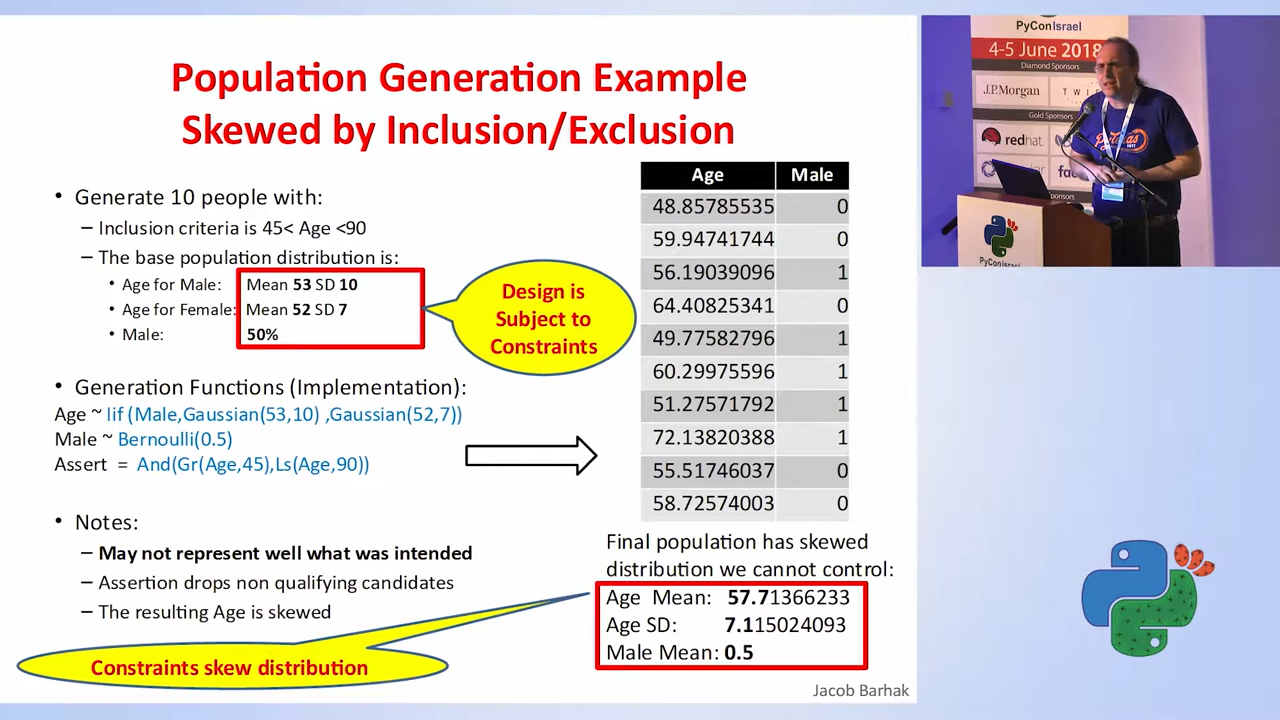 Population Generation Example
Skewed by Inclusion/Exclusion
• Generate 10 people with:
– Inclusion criteria is 45< Age <90
– The base population distribution is:
• Age for Male: Mean 53 SD 10
• Age for Female: Mean 52 SD 7
• Male: 50%
Design is
Subject to
Constraints
• Generation Functions (Implementation):
Age ~ Iif (Male,Gaussian(53,10) ,Gaussian(52,7))
Male ~ Bernoulli(0.5)
Assert = And(Gr(Age,45),Ls(Age,90))
• Notes:
– May not represent well what was intended
– Assertion drops non qualifying candidates
– The resulting Age is skewed
Constraints skew distribution
Age Male
48.85785535 0
59.94741744 0
56.19039096 1
64.40825341 0
49.77582796 1
60.29975596 1
51.27571792 1
72.13820388 1
55.51746037 0
58.72574003 0
Final population has skewed
distribution we cannot control:
Age Mean: 57.71366233
Age SD: 7.115024093
Male Mean: 0.5
Jacob Barhak
PyConIsrael
4-5 June 2018
Diamond Sponsors
J.P.Morgan
Gold Sponsors
redhat
PyConIsrael